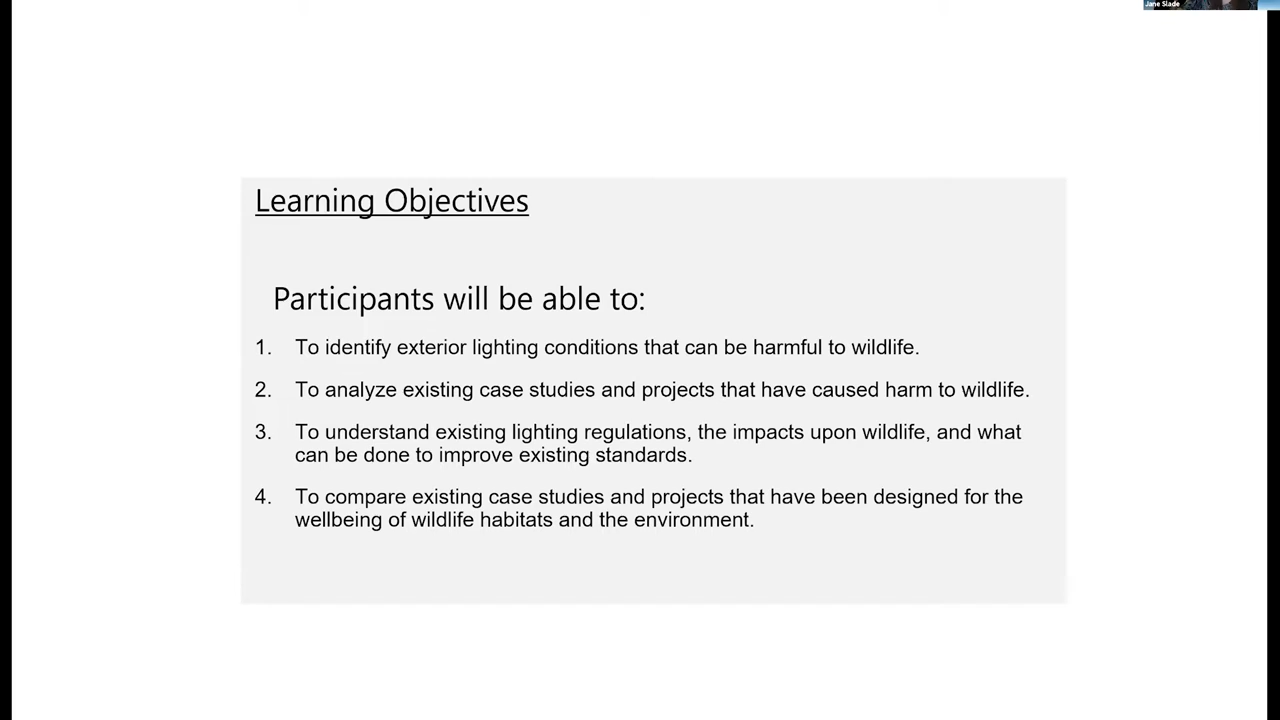 Jane Slade
Learning Objectives
Participants will be able to:
1. To identify exterior lighting conditions that can be harmful to wildlife.
2. To analyze existing case studies and projects that have caused harm to wildlife.
3. To understand existing lighting regulations, the impacts upon wildlife, and what
can be done to improve existing standards.
4. To compare existing case studies and projects that have been designed for the
wellbeing of wildlife habitats and the environment.